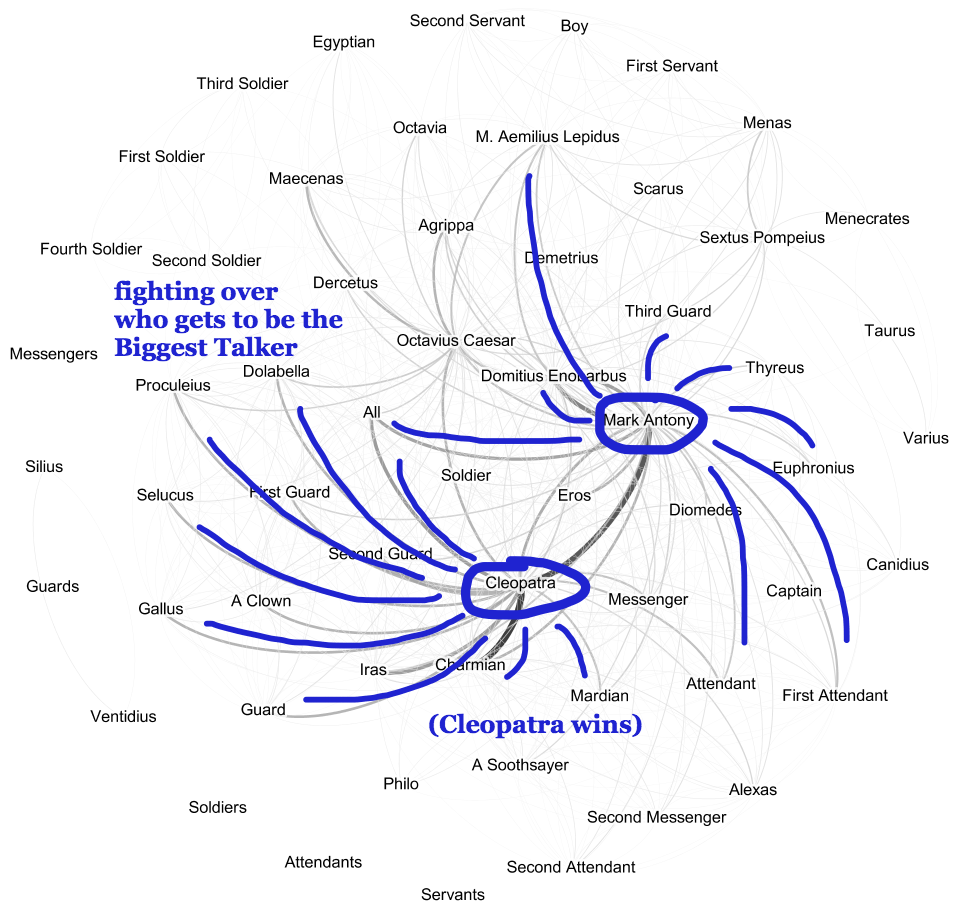 Second Servant
Boy
Egyptian
First Servant
Third Soldier
Menas
Octavia
M. Aemilius Lepidus
First Soldier
Maecenas
Scarus
Menecrates
Agrippa
Sextus Pompeius
Fourth Soldier
Second Soldier
Demetrius
Dercetus
fighting over
who gets to be the
Biggest Talker
Third Guard
Taurus
Octavius Caesar
Messengers
Dolabella
Proculeius
Domitius Enobarbus
Thyreus
All
Mark Antony
Varius
Silius
Soldier
Euphronius
Selucus
First Guard
Eros
Diomedes
Second Guard
Canidius
Guards
Cleopatra
Captain
Gallus
A Clown
Messenger
Iras
Charmian
Attendant
Mardian
First Attendant
Guard
Ventidius
(Cleopatra wins)
A Soothsayer
Philo
Alexas
Soldiers
Second Messenger
Attendants
Second Attendant
Servants